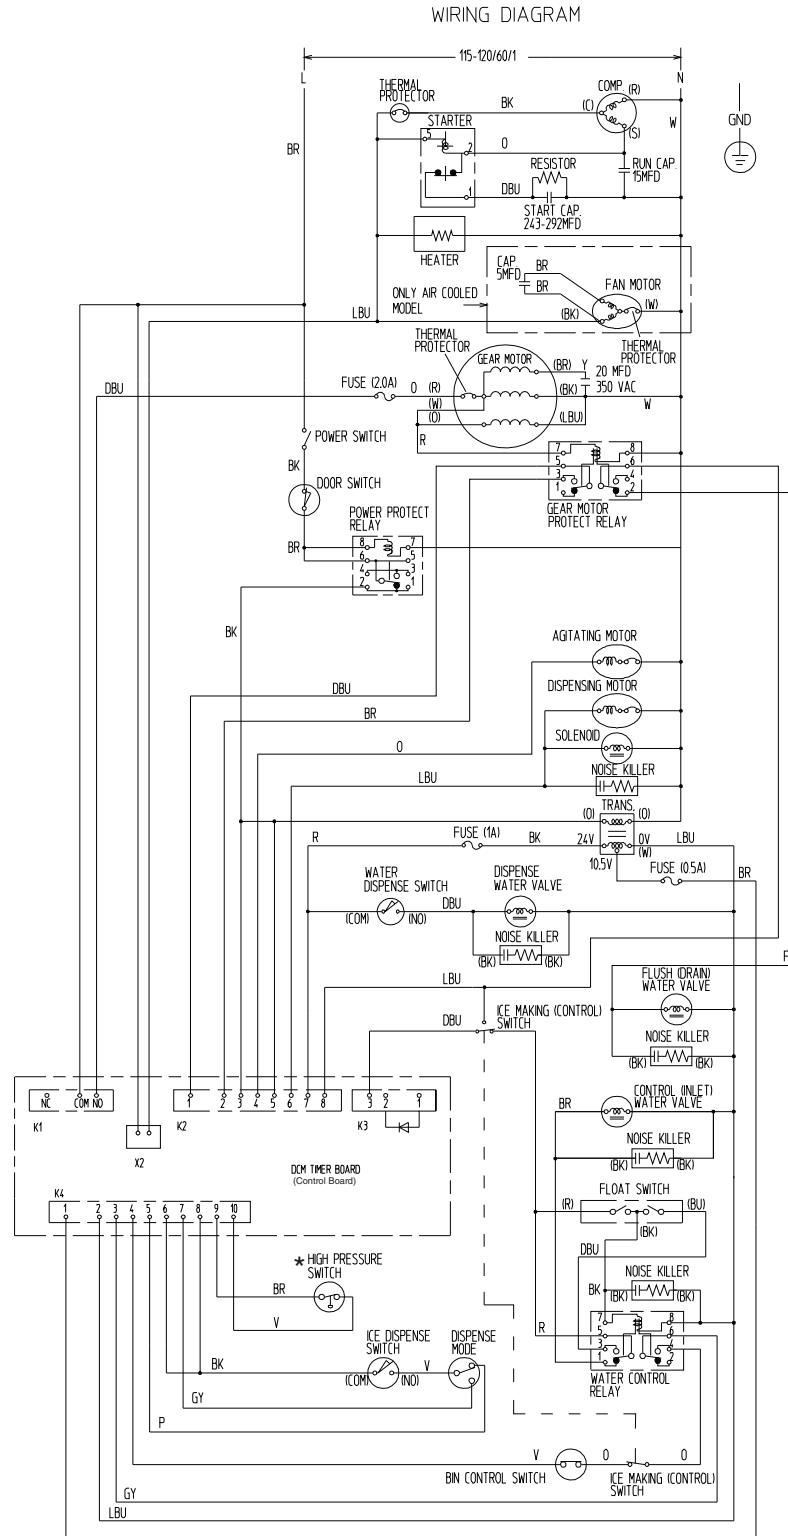 WIRING DIAGRAM
115-120/60/1
L
N
THERMAL
PROTECTOR
BK
COMP.
(R)
(C)
(S)
W
GND
STARTER
5
2
1
O
BR
RESISTOR
RUN CAP.
15MFD
DBU
START CAP.
243-292MFD
HEATER
CAP.
5MFD
BR
BR
FAN MOTOR
(W)
(BK)
ONLY AIR COOLED
MODEL
THERMAL
PROTECTOR
LBU
THERMAL
PROTECTOR
GEAR MOTOR
(BR)
Y
20 MFD
350 VAC
DBU
FUSE (2.0A)
O
(R)
(W)
(O)
(BK)
(LBU)
W
R
POWER SWITCH
BK
DOOR SWITCH
7
8
5
6
3
4
1
2
GEAR MOTOR
PROTECT RELAY
POWER PROTECT
RELAY
BR
8
7
6
5
4
3
2
1
BK
AGITATING MOTOR
DBU
DISPENSING MOTOR
BR
SOLENOID
O
NOISE KILLER
LBU
TRANS.
(O)
(O)
R
FUSE (1A)
BK
24V
0V
(W)
LBU
10.5V
FUSE (0.5A)
BR
WATER
DISPENSE SWITCH
DISPENSE
WATER VALVE
DBU
(COM)
(NO)
NOISE KILLER
(BK)
(BK)
LBU
FLUSH (DRAIN)
WATER VALVE
ICE MAKING (CONTROL)
SWITCH
DBU
NOISE KILLER
(BK)
(BK)
NC
COM
NO
K1
1
2
3
4
5
6
7
8
K2
3
2
1
K3
X2
BR
CONTROL (INLET)
WATER VALVE
NOISE KILLER
(BK)
(BK)
DCM TIMER BOARD
(Control Board)
K4
1
2
3
4
5
6
7
8
9
10
FLOAT SWITCH
(R)
(BU)
(BK)
DBU
* HIGH PRESSURE
SWITCH
BR
V
BK
NOISE KILLER
(BK)
(BK)
R
7
8
5
6
3
4
1
2
WATER CONTROL
RELAY
ICE DISPENSE
SWITCH
DISPENSE
MODE
BK
(COM)
(NO)
V
GY
P
V
O
O
BIN CONTROL SWITCH
ICE MAKING (CONTROL)
SWITCH
GY
LBU